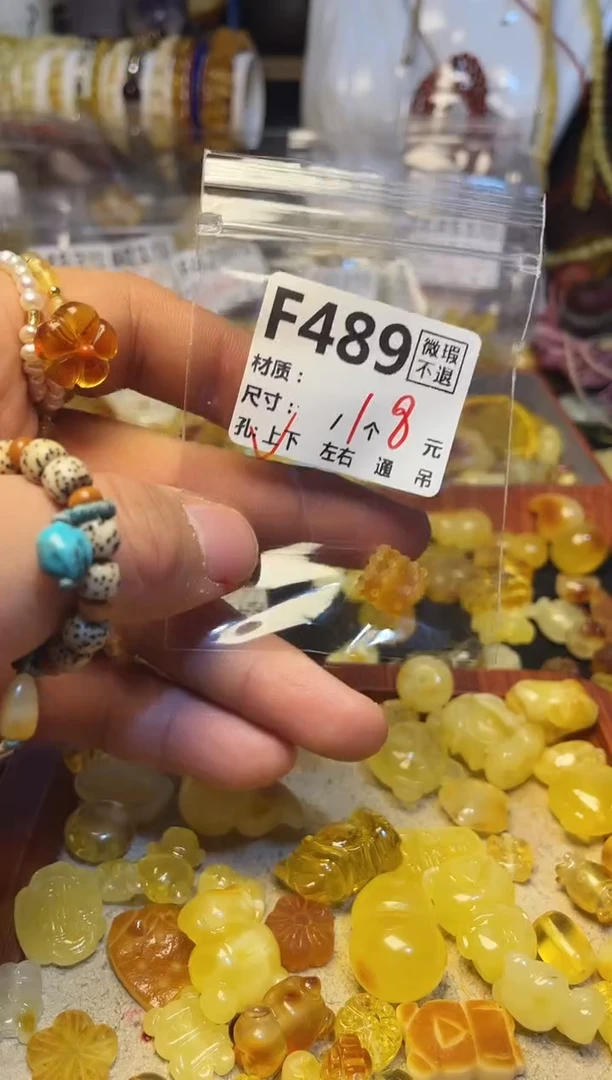 F489 微瑕
不退
材质：
尺寸：
孔: 上下 / 1个 8 元
左右 通 吊